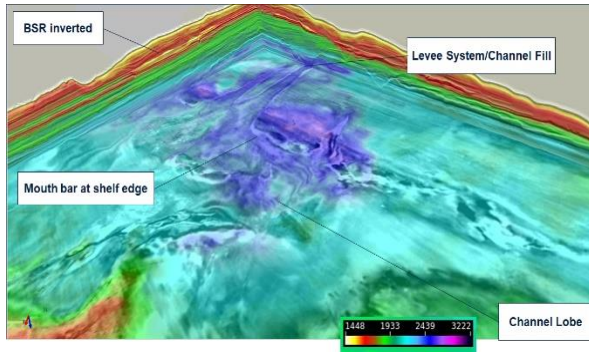 BSR inverted
Levee System/Channel Fill
Mouth bar at shelf edge
Channel Lobe
1448 1933 2439 3222